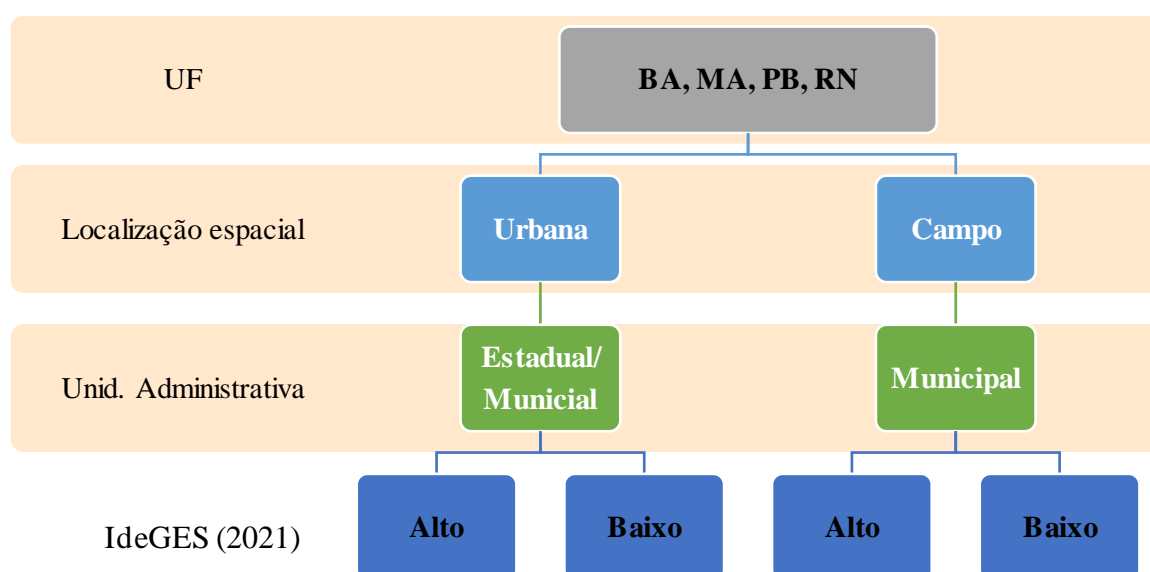 UF
BA, MA, PB, RN
Localização espacial
Urbana
Campo
Unid. Administrativa
Estadual/
Municial
Municipal
IdeGES (2021)
Alto
Baixo
Alto
Baixo